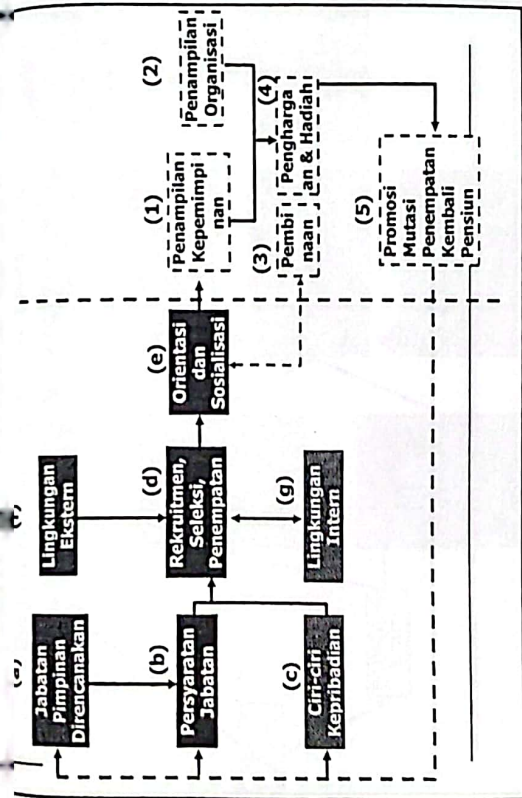 (a)
Jabatan
Pimpinan
Direncanakan
(b)
Persyaratan
Jabatan
(c)
Ciri-ciri
Kepribadian
Lingkungan
Ekstern
(d)
Rekruitmen,
Seleksi,
Penempatan
(g)
Lingkungan
Intern
(e)
Orientasi
dan
Sosialisasi
(1)
Penampilan
Kepemimpi
nan
(2)
Penampilan
Organisasi
(3)
Pembi
naan
(4)
Pengharga
an & Hadiah
(5)
Promosi
Mutasi
Penempatan
Kembali
Pensiun